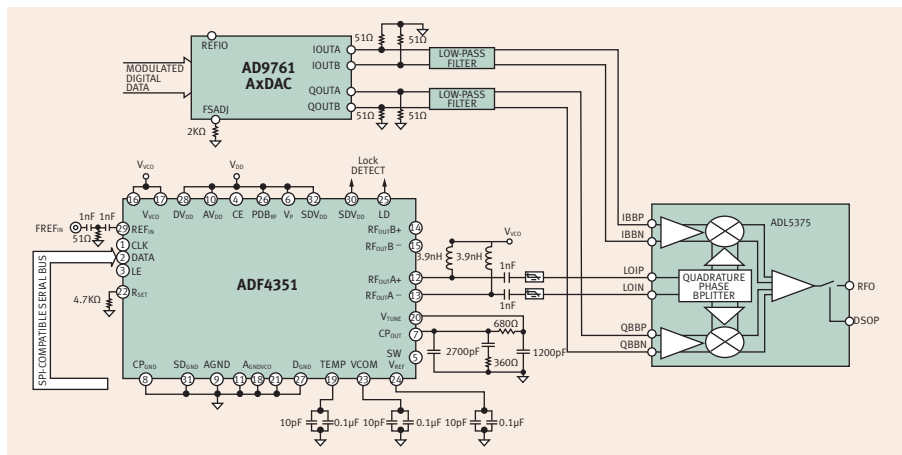 REFIO
AD9761
AxDAC
MODULATED
DIGITAL
DATA
FSADJ
2KΩ
IOUTA
IOUTB
QOUTA
QOUTB
51Ω
51Ω
51Ω
51Ω
LOW-PASS
FILTER
LOW-PASS
FILTER
VVCO
VDD
Lock
DETECT
16
17
28
10
4
26
6
32
30
25
VVCO
DVDD
AVDD
CE
PDBRF
VP
SDVDD
SDVDD
LD
FREFIN
1nF
1nF
51Ω
29
REFIN
1
CLK
2
DATA
3
LE
22
RSET
4.7KΩ
SPI-COMPATIBLE SERIAL BUS
ADF4351
RFOUTB+
14
RFOUTB−
15
RFOUTA+
12
RFOUTA−
13
VTUNE
20
CPOUT
7
SW
5
VREF
VVCO
3.9nH
3.9nH
1nF
1nF
680Ω
2700pF
360Ω
1200pF
CPGND
SDGND
AGND
AGNDVCO
DGND
TEMP
VCOM
8
31
9
11
18
21
27
19
23
24
10pF
0.1µF
10pF
0.1µF
10pF
0.1µF
IBBP
IBBN
LOIP
LOIN
QBBP
QBBN
ADL5375
QUADRATURE
PHASE
BPLITTER
RFO
DSOP